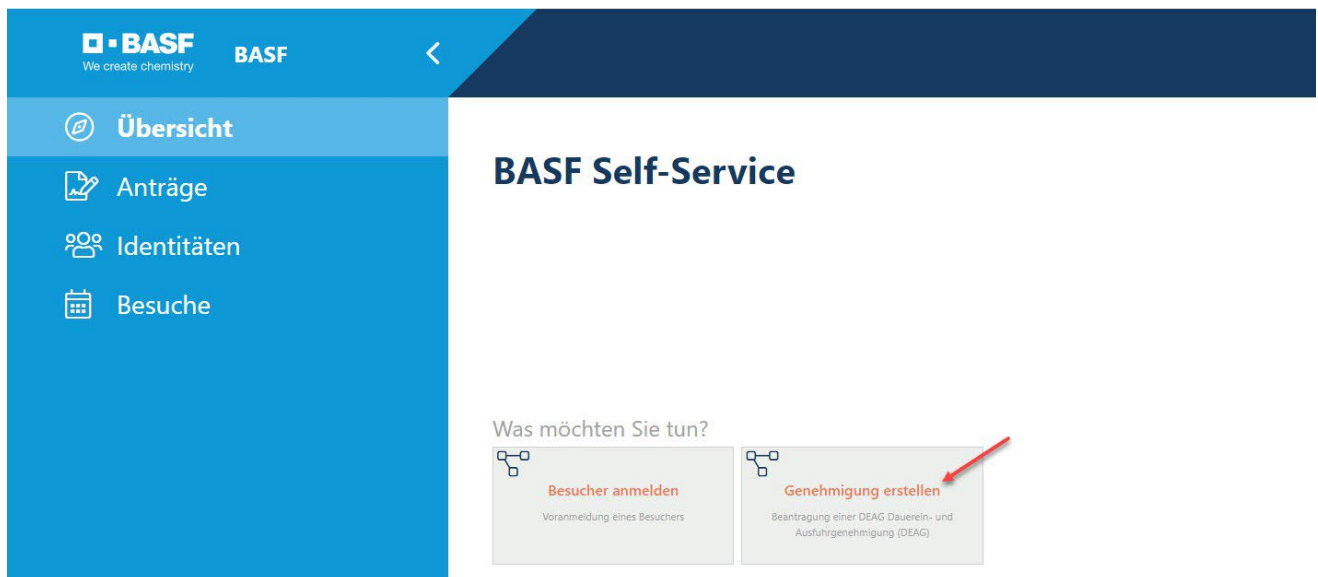 BASF
We create chemistry
BASF
Übersicht
Anträge
Identitäten
Besuche
BASF Self-Service
Was möchten Sie tun?
Besucher anmelden
Voranmeldung eines Besuchers
Genehmigung erstellen
Beantragung einer DEAG Dauerein- und
Ausfuhrgenehmigung (DEAG)